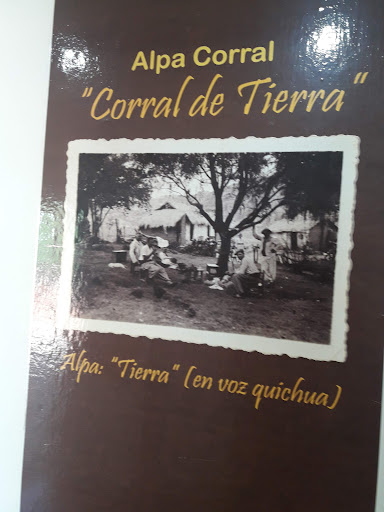 Alpa Corral
"Corral de Tierra"
Alpa: "Tierra" (en voz quichua)